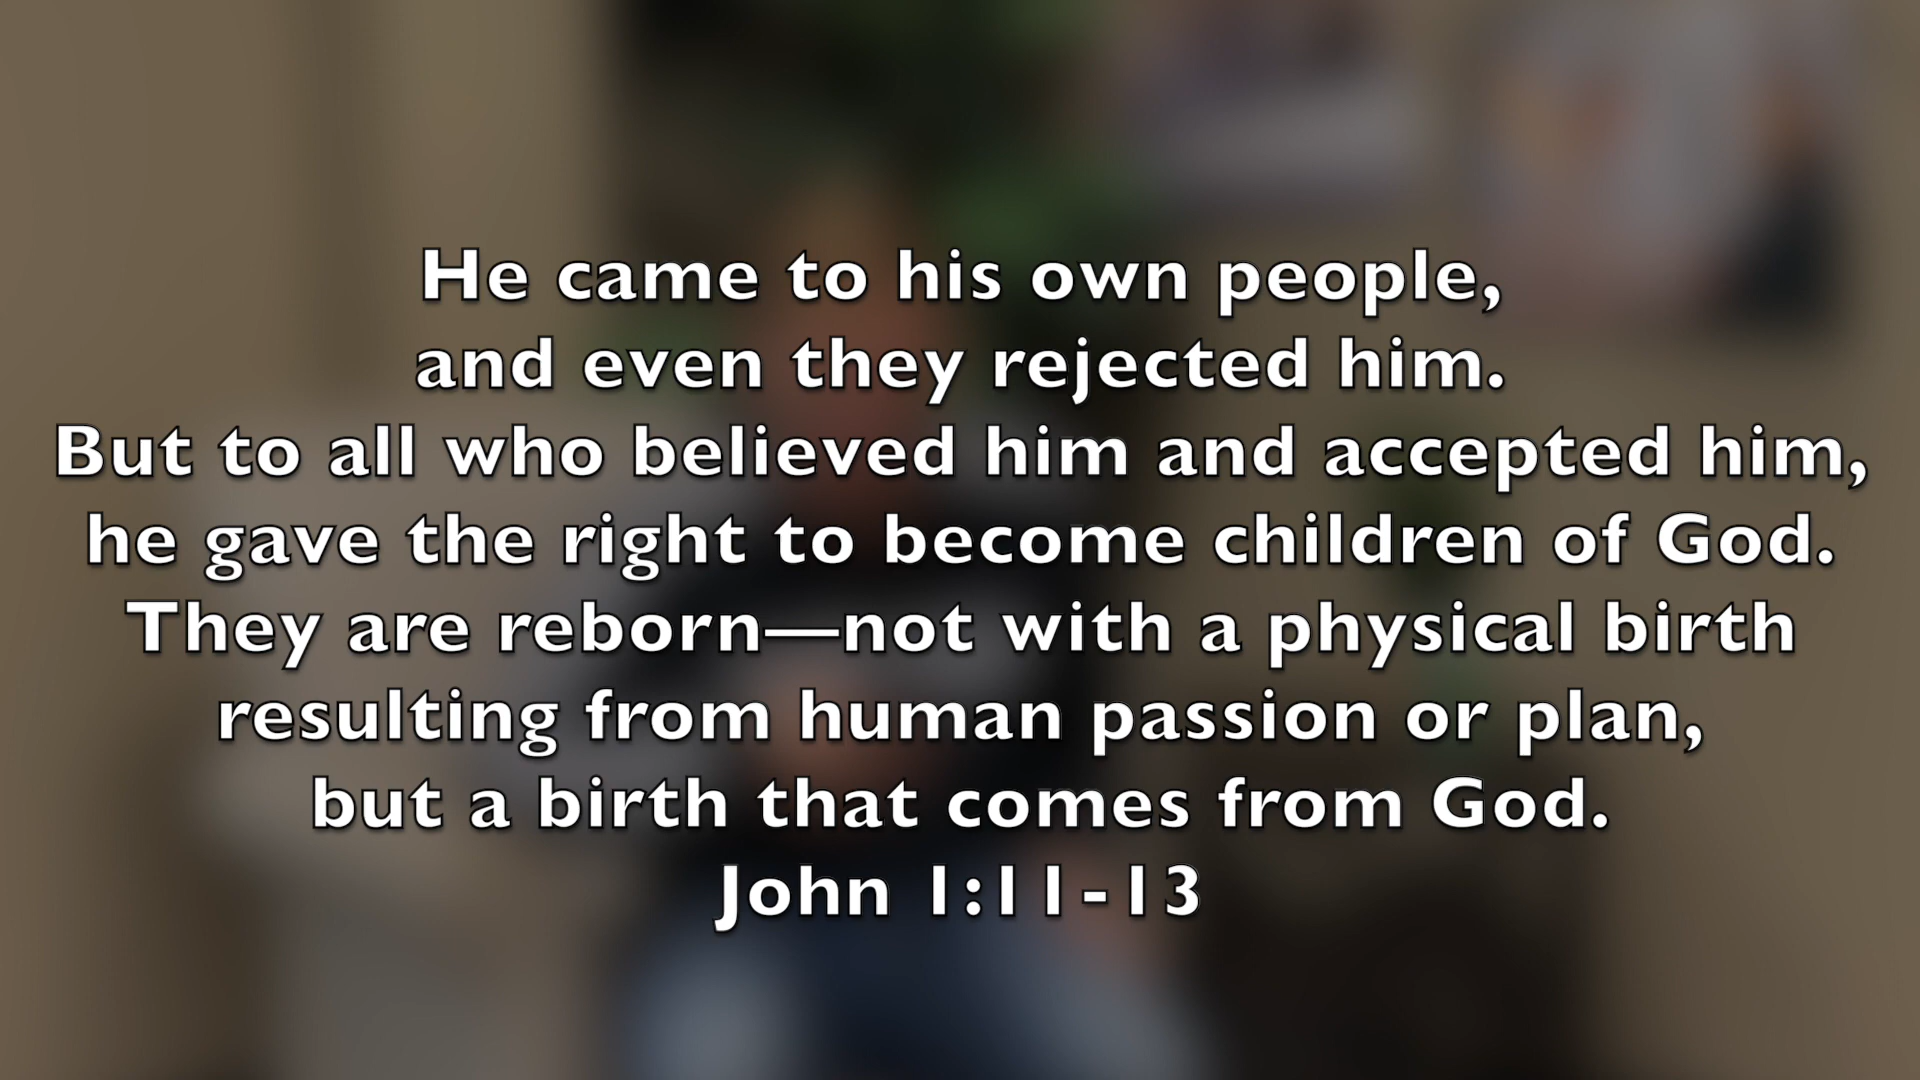 He came to his own people,
and even they rejected him.
But to all who believed him and accepted him,
he gave the right to become children of God.
They are reborn—not with a physical birth
resulting from human passion or plan,
but a birth that comes from God.
John 1:11-13